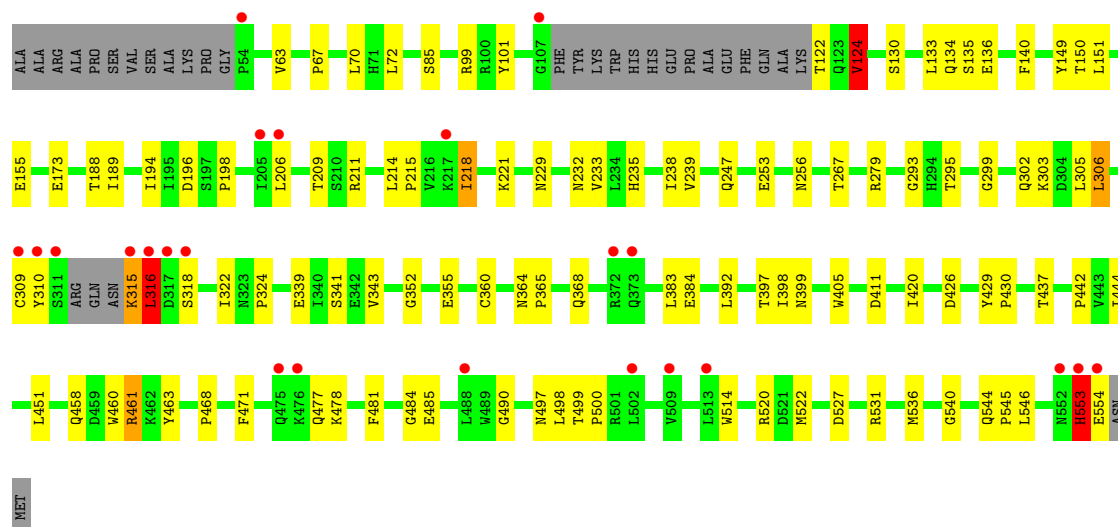 ALA ALA ARG ALA PRO SER VAL SER ALA LYS PRO GLY P54 V63 P67 L70 H71 L72 S85 R99 R100 Y101 G107 PHE TYR LYS TRP HIS HIS GLU PRO ALA GLU PHE GLN ALA LYS T122 Q123 V124 S130 L133 Q134 S135 E136 F140 Y149 T150 L151
E155 E173 T188 I189 I194 I195 D196 S197 P198 I205 L206 T209 S210 R211 L214 P215 V216 K217 I218 K221 N229 N232 V233 L234 H235 I238 V239 Q247 E253 N256 T267 R279 G293 H294 T295 G299 Q302 K303 D304 L305 L306
C309 Y310 S311 ARG GLN ASN K315 L316 D317 S318 I322 N323 P324 E339 I340 S341 E342 V343 G352 E355 C360 N364 P365 Q368 R372 Q373 L383 E384 L392 T397 I398 N399 W405 D411 I420 D426 Y429 P430 T437 P442 V443 I444
L451 Q458 D459 W460 R461 K462 Y463 P468 F471 Q475 K476 Q477 K478 F481 G484 E485 L488 W489 G490 N497 L498 T499 P500 R501 L502 V509 L513 W514 R520 D521 M522 D527 R531 M536 G540 Q544 P545 L546 N552 H553 E554 ASN
MET